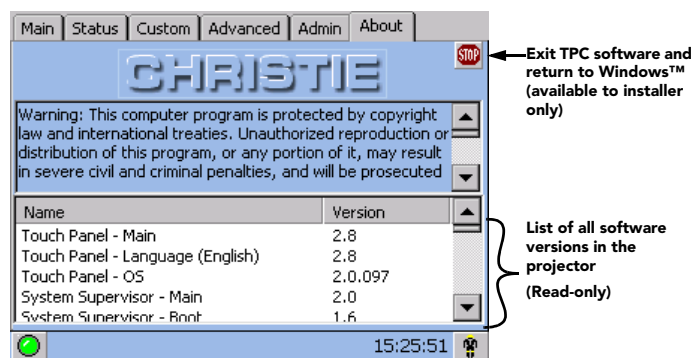 Main Status Custom Advanced Admin About
CHRISTIE
STOP
Warning: This computer program is protected by copyright
law and international treaties. Unauthorized reproduction or
distribution of this program, or any portion of it, may result
in severe civil and criminal penalties, and will be prosecuted
Name Version
Touch Panel - Main 2.8
Touch Panel - Language (English) 2.8
Touch Panel - OS 2.0.097
System Supervisor - Main 2.0
System Supervisor - Boot 1.6
15:25:51
Exit TPC software and
return to Windows™
(available to installer
only)
List of all software
versions in the
projector
(Read-only)